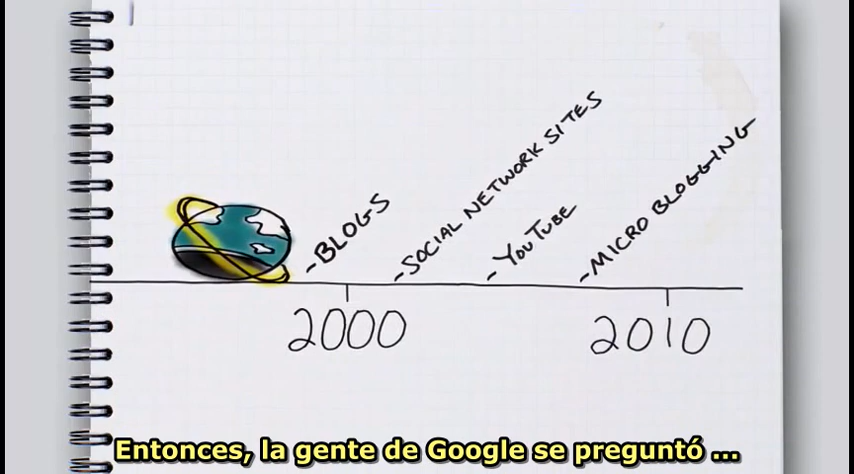 -BLOGS
-SOCIAL NETWORK SITES
-YOUTUBE
-MICRO BLOGGING
2000
2010
Entonces, la gente de Google se preguntó ...